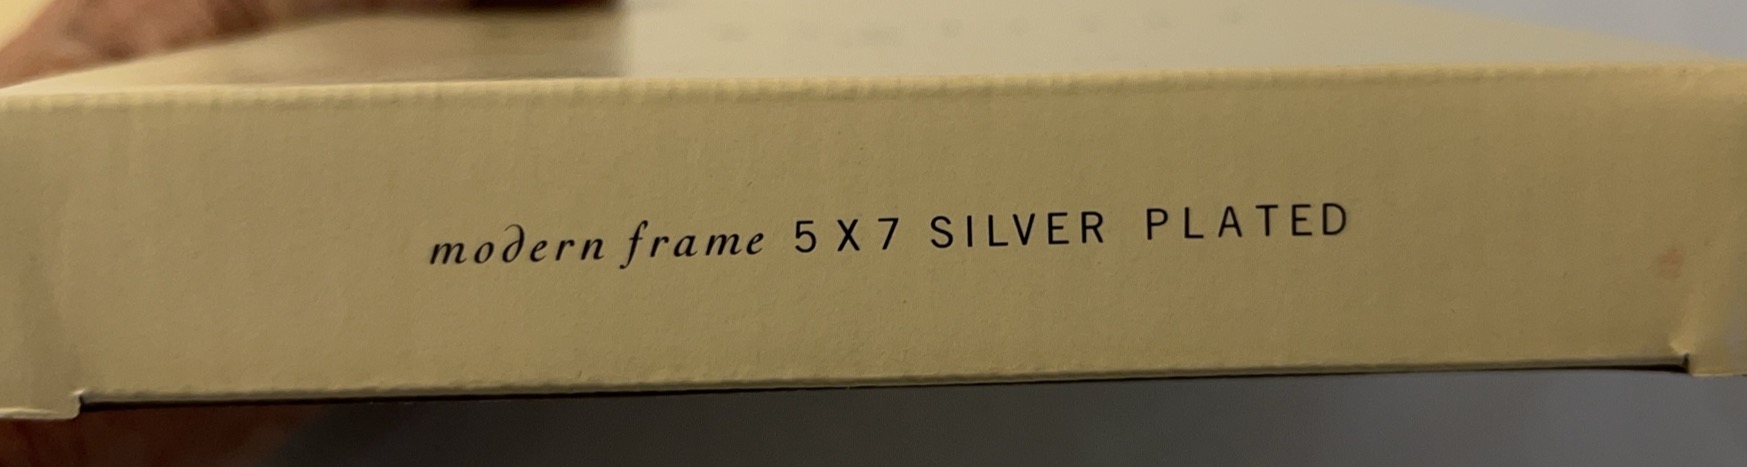 modern frame 5 X 7 SILVER PLATED